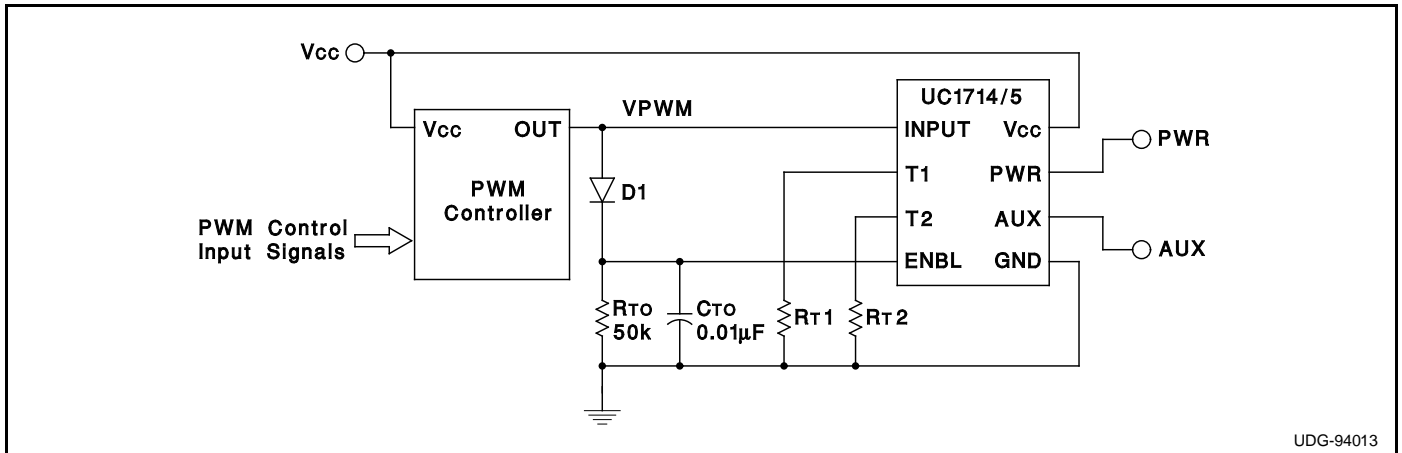 Vcc
UC1714/5
VPWM
Vcc OUT
INPUT Vcc
PWR
T1 PWR
D1
PWM
Controller
T2 AUX
PWM Control
Input Signals
AUX
ENBL GND
RTO
50k
CTO
0.01μF
RT1
RT2
UDG-94013